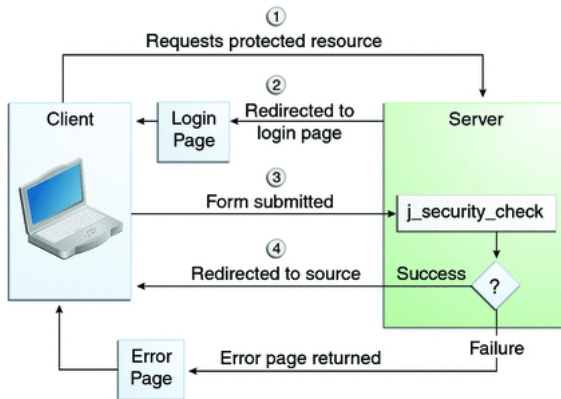 1
Requests protected resource
Client
2
Login
Page
Redirected to
login page
Server
3
Form submitted
j_security_check
4
Redirected to source
Success
?
Failure
Error
Page
Error page returned